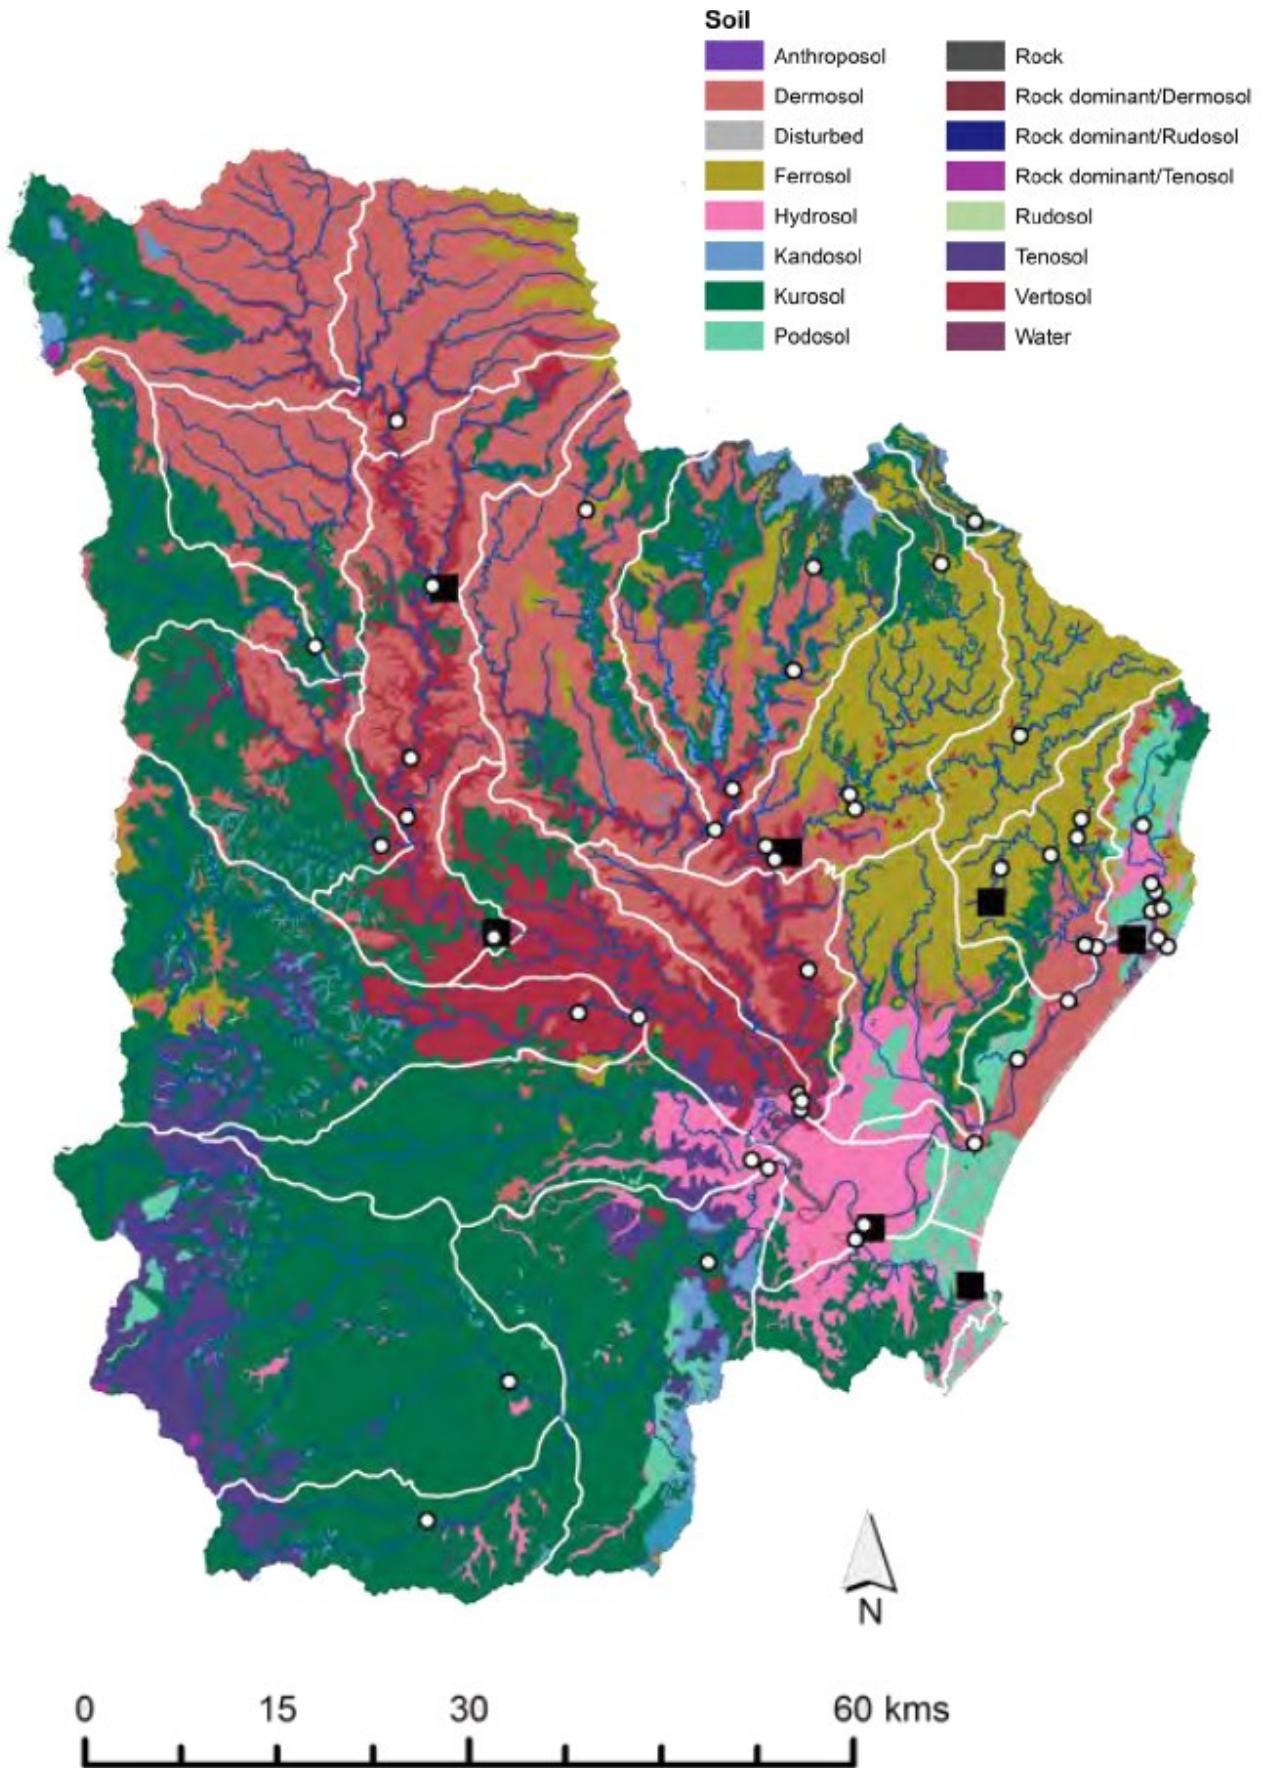 Soil
Anthroposol
Dermosol
Disturbed
Ferrosol
Hydrosol
Kandosol
Kurosol
Podosol
Rock
Rock dominant/Dermosol
Rock dominant/Rudosol
Rock dominant/Tenosol
Rudosol
Tenosol
Vertosol
Water
N
0 15 30 60 kms